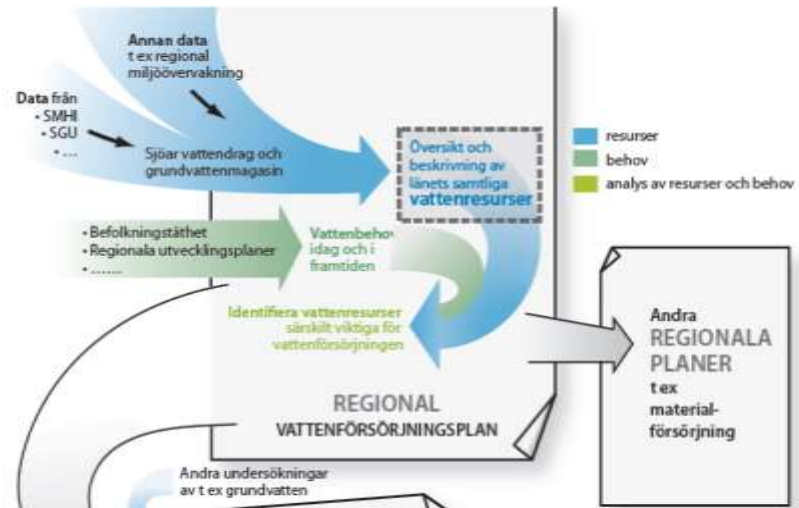 Annan data
t ex regional
miljöövervakning
Data från
• SMHI
• SGU
• ...
Sjöar vattendrag och
grundvattenmagasin
Översikt och
beskrivning av
länets samtliga
vattenresurser
resurser
behov
analys av resurser och behov
• Befolkningstäthet
• Regionala utvecklingsplaner
• .......
Vattenbehov
idag och i
framtiden
Identifiera vattenresurser
särskilt viktiga för
vattenförsörjningen
Andra
REGIONALA
PLANER
t ex
material-
försörjning
REGIONAL
VATTENFÖRSÖRJNINGSPLAN
Andra undersökningar
av t ex grundvatten